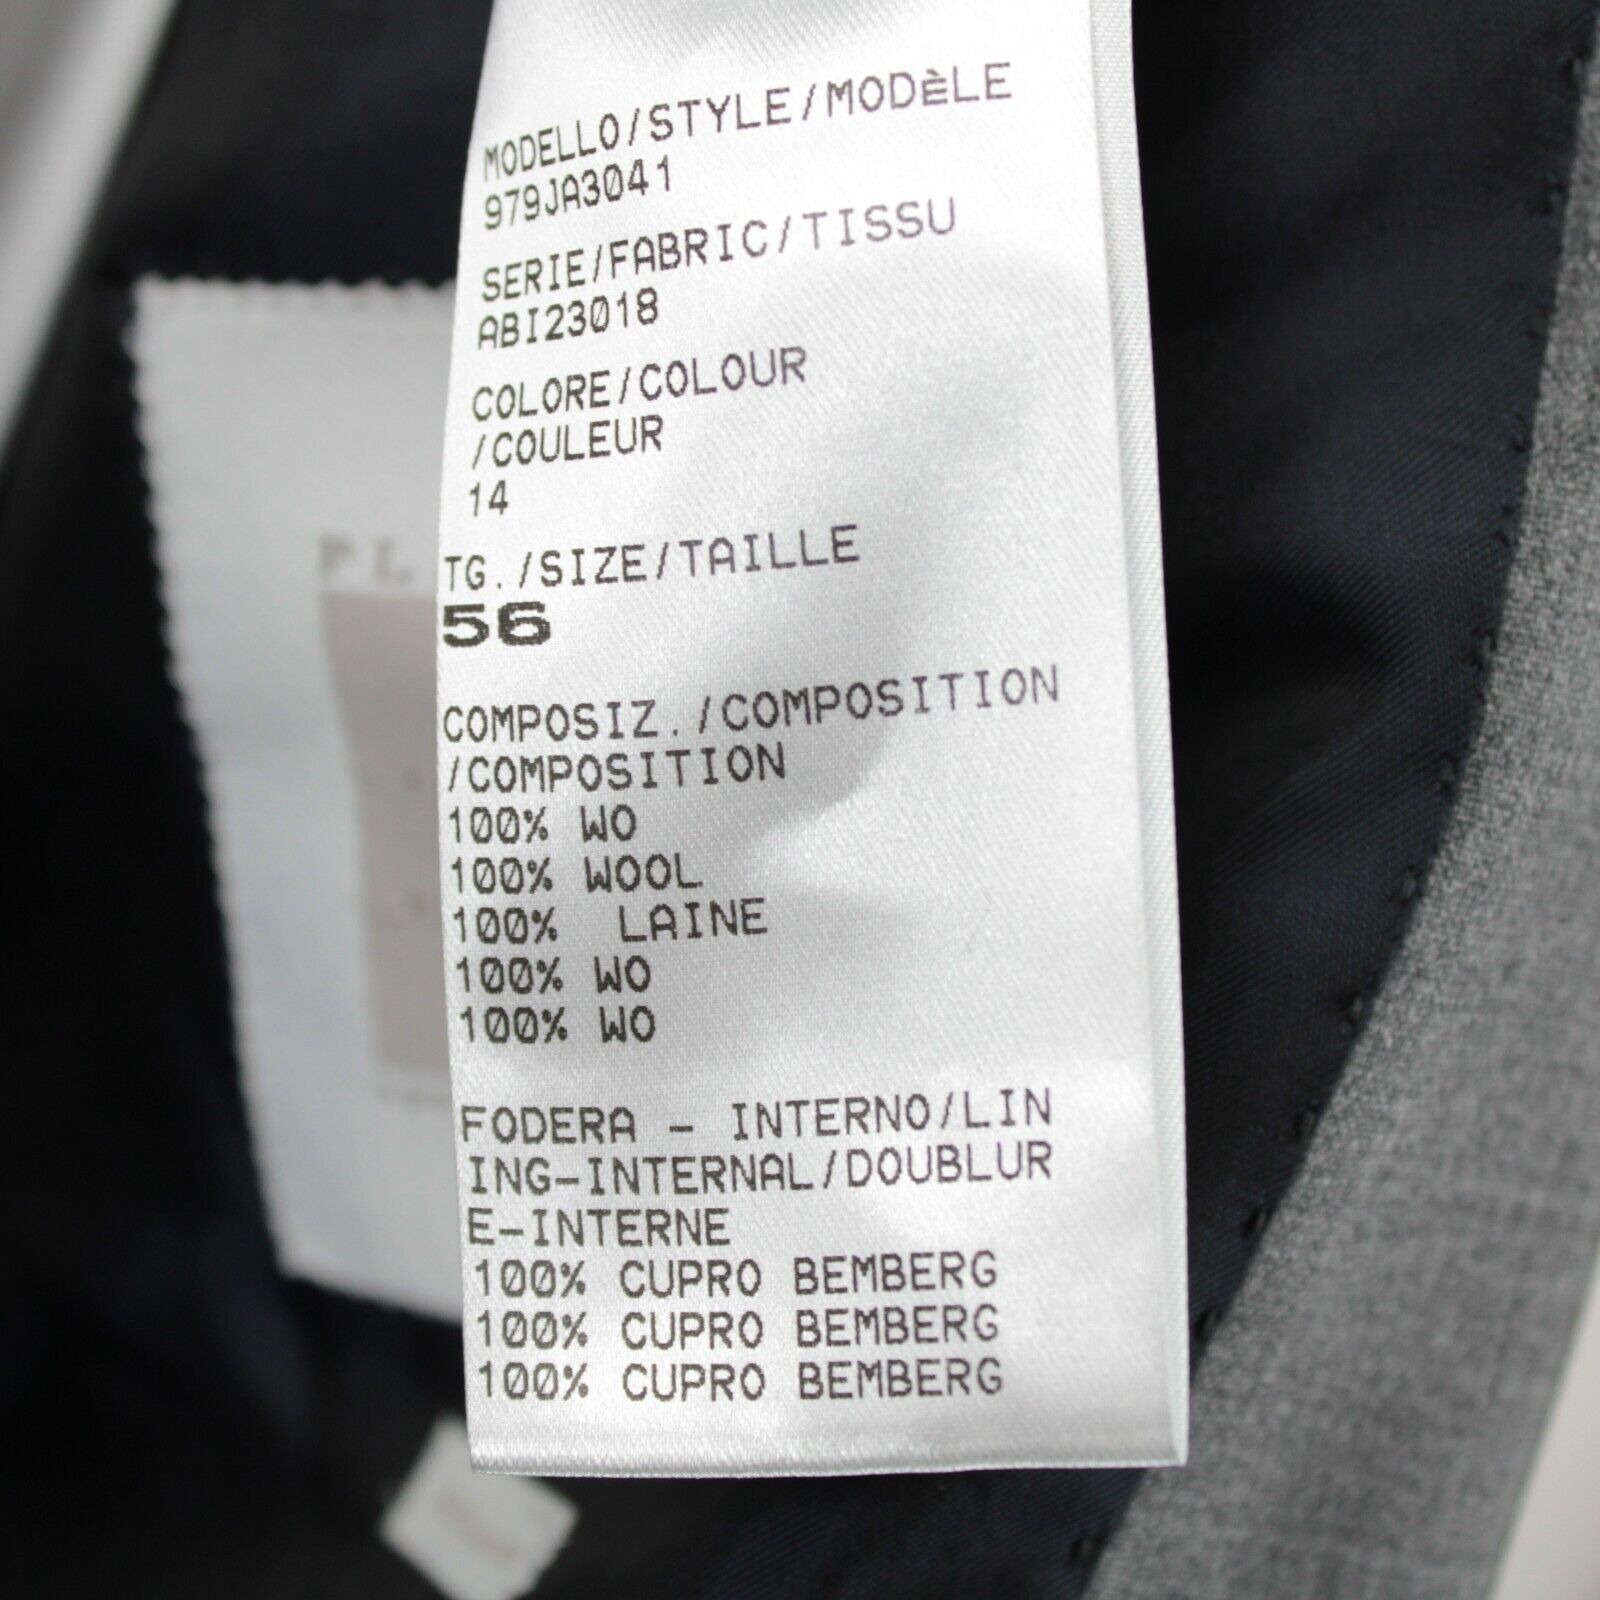 MODELLO/STYLE/MODÈLE
979JA3041
SERIE/FABRIC/TISSU
ABI23018
COLORE/COLOUR
/COULEUR
14
TG./SIZE/TAILLE
56
COMPOSIZ./COMPOSITION
/COMPOSITION
100% WO
100% WOOL
100% LAINE
100% WO
100% WO
FODERA - INTERNO/LIN
ING-INTERNAL/DOUBLUR
E-INTERNE
100% CUPRO BEMBERG
100% CUPRO BEMBERG
100% CUPRO BEMBERG
PL